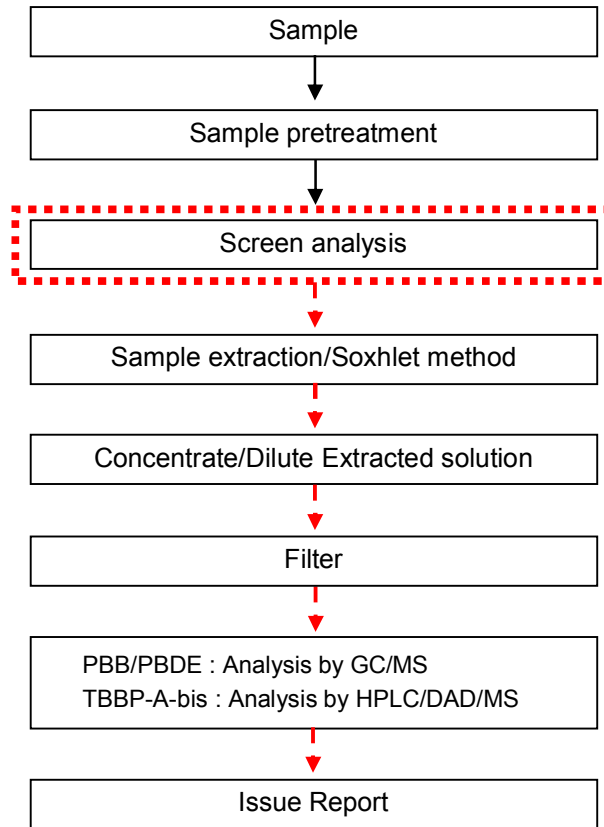 Sample
Sample pretreatment
Screen analysis
Sample extraction/Soxhlet method
Concentrate/Dilute Extracted solution
Filter
PBB/PBDE : Analysis by GC/MS
TBBP-A-bis : Analysis by HPLC/DAD/MS
Issue Report